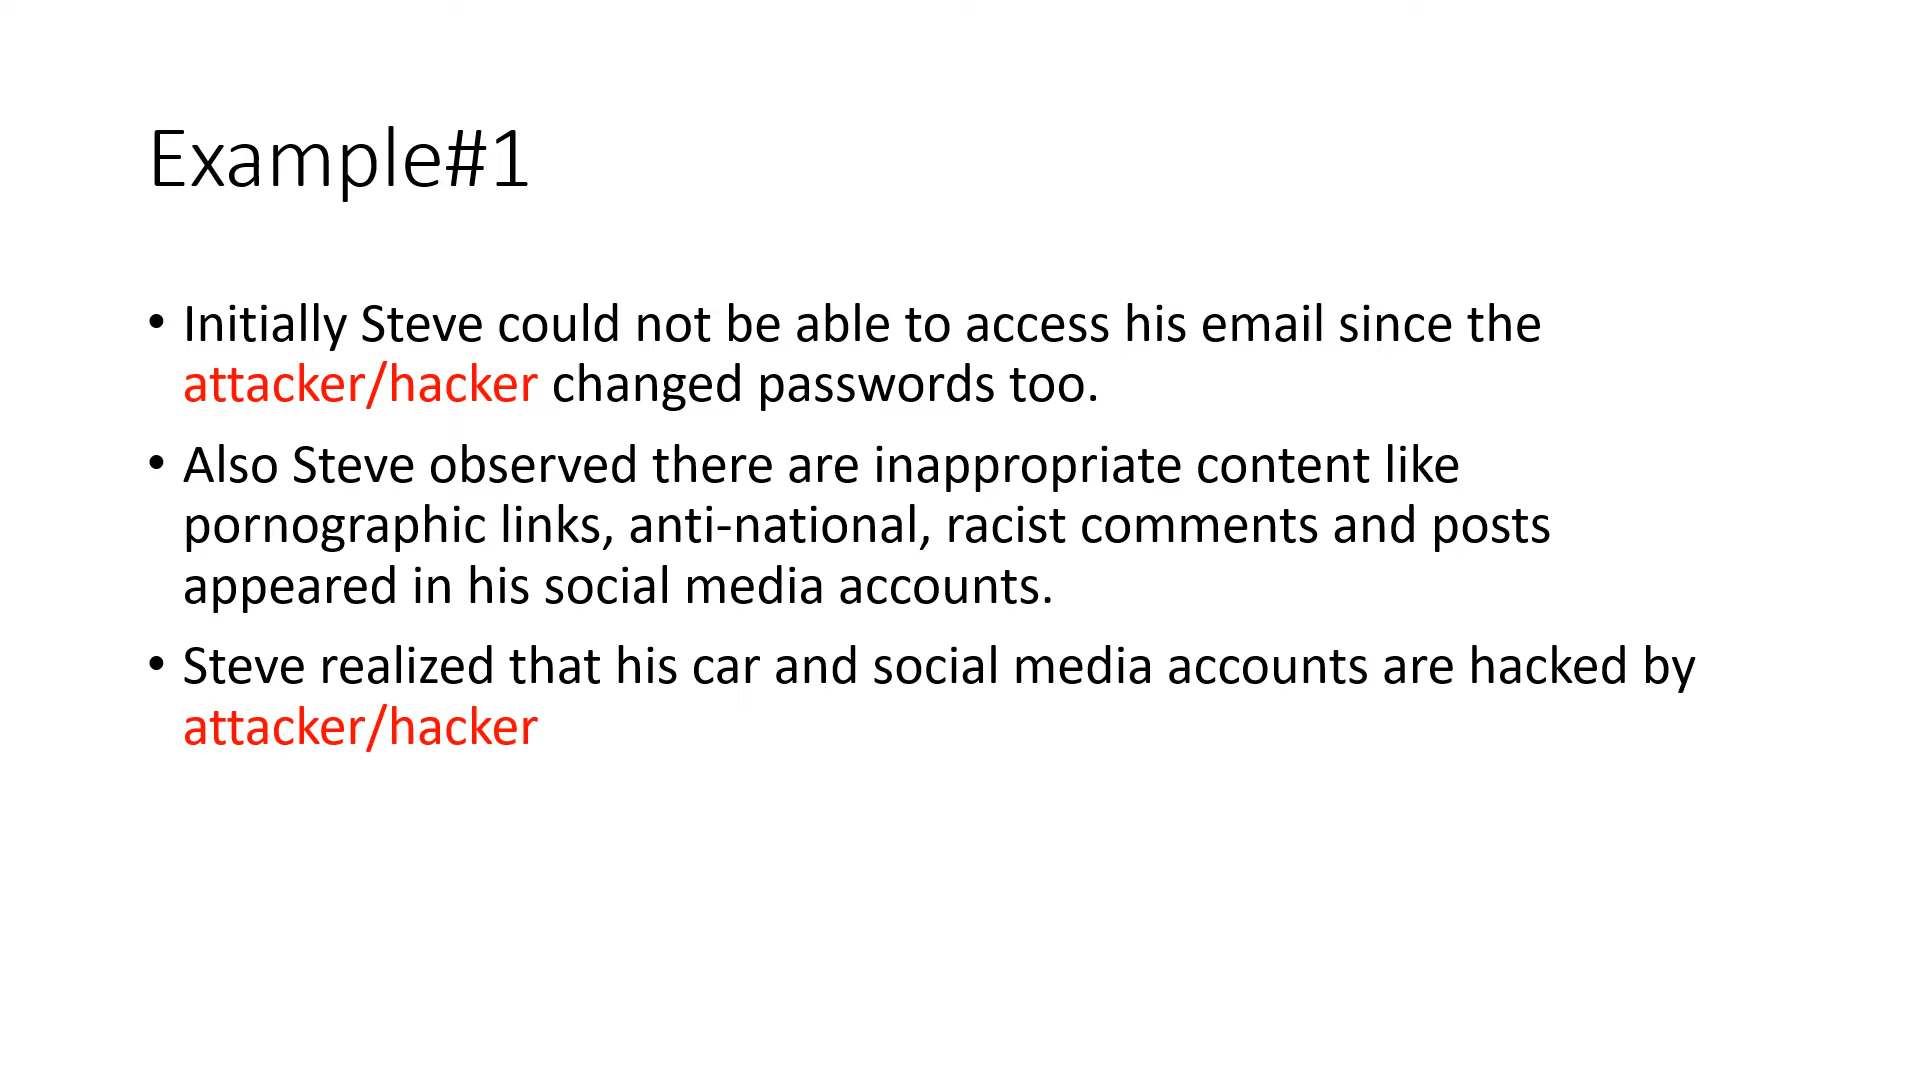 Example#1
• Initially Steve could not be able to access his email since the
attacker/hacker changed passwords too.
• Also Steve observed there are inappropriate content like
pornographic links, anti-national, racist comments and posts
appeared in his social media accounts.
• Steve realized that his car and social media accounts are hacked by
attacker/hacker